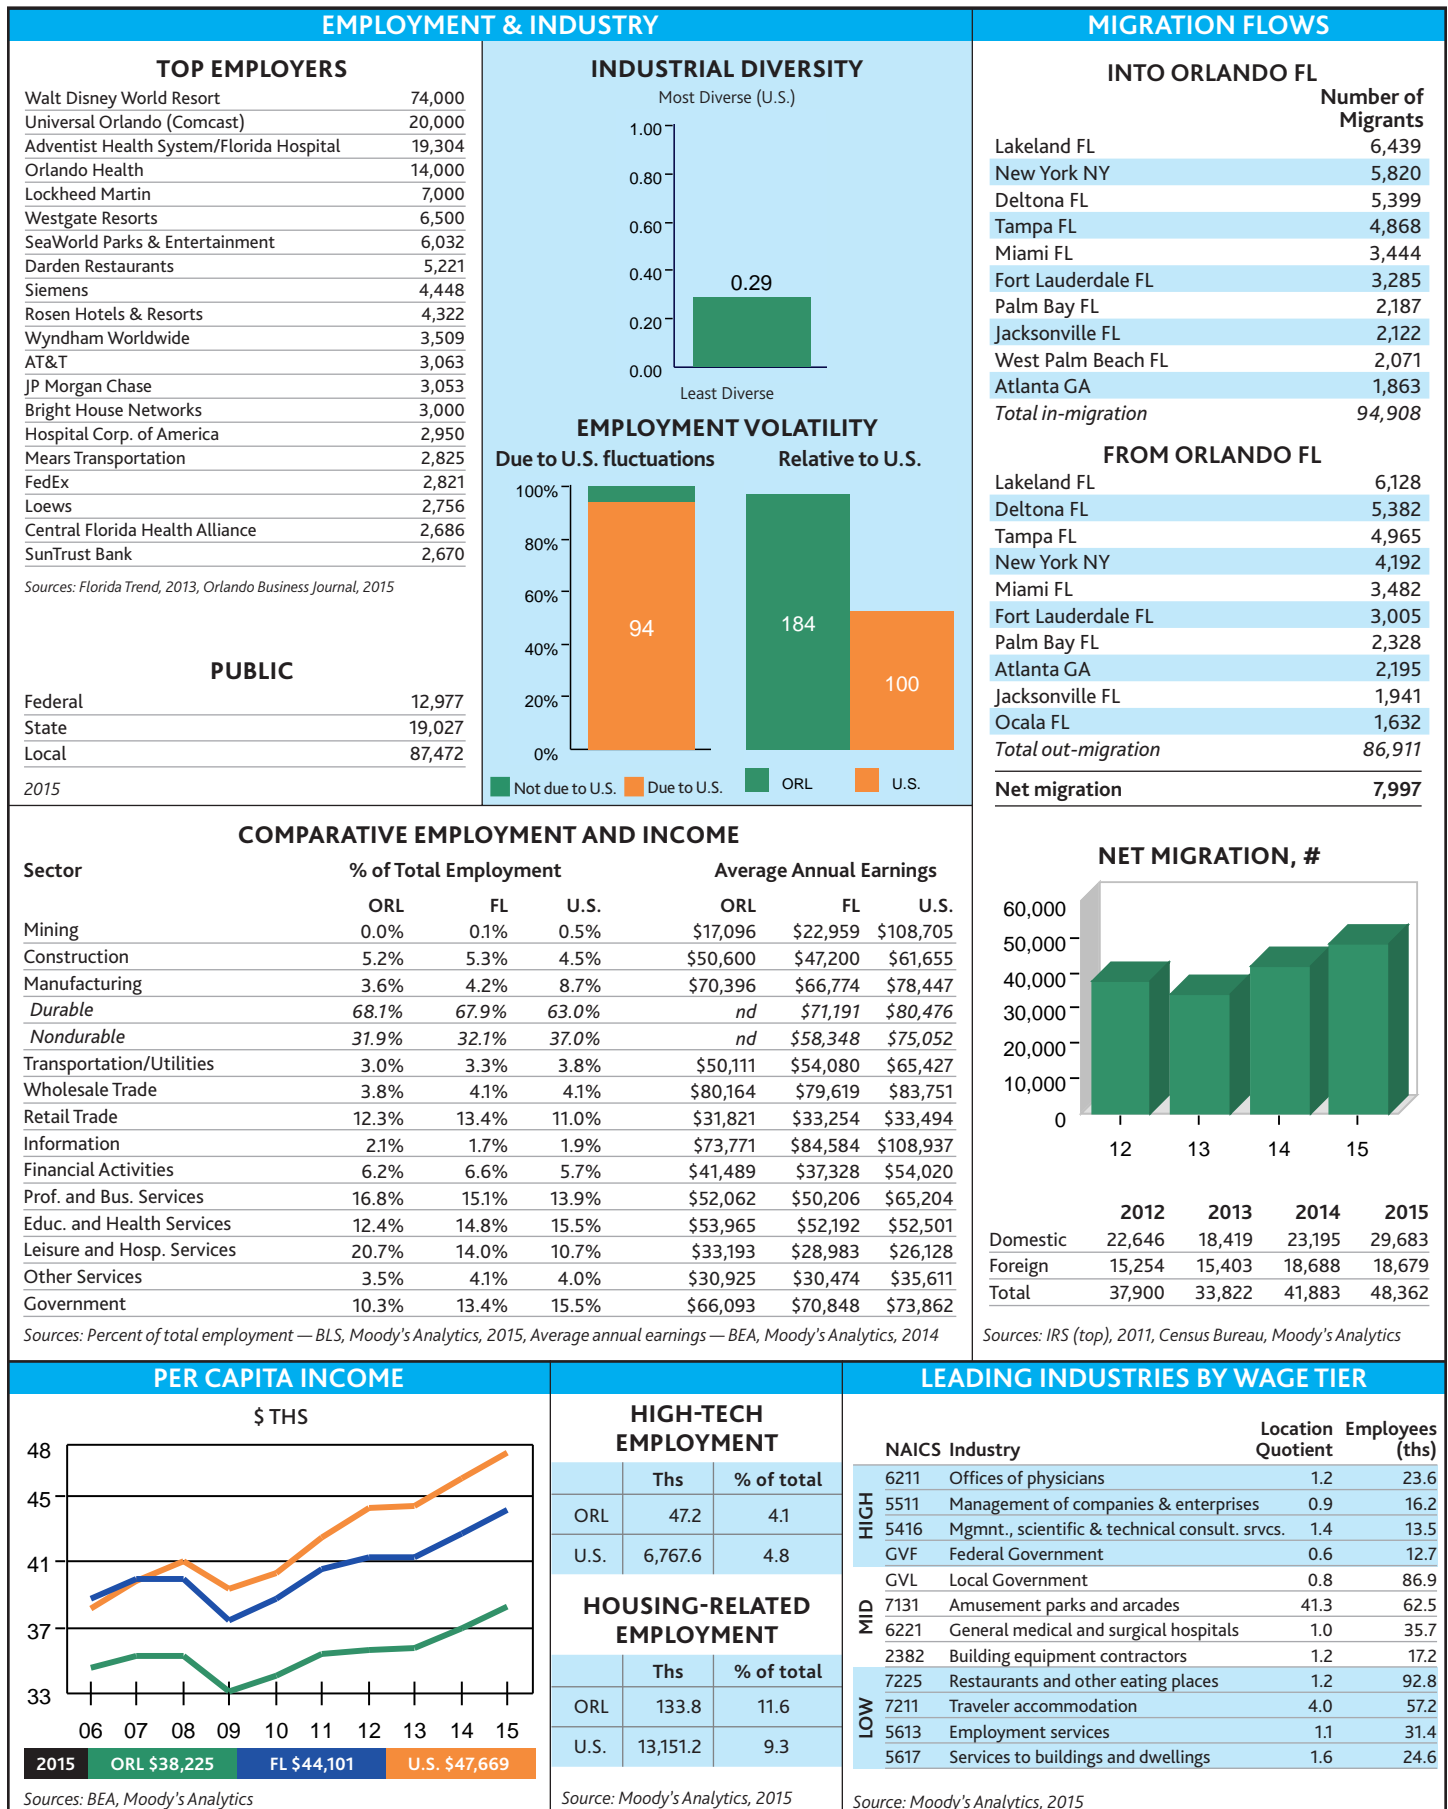 EMPLOYMENT & INDUSTRY
TOP EMPLOYERS
Walt Disney World Resort 74,000
Universal Orlando (Comcast) 20,000
Adventist Health System/Florida Hospital 19,304
Orlando Health 14,000
Lockheed Martin 7,000
Westgate Resorts 6,500
SeaWorld Parks & Entertainment 6,032
Darden Restaurants 5,221
Siemens 4,448
Rosen Hotels & Resorts 4,322
Wyndham Worldwide 3,509
AT&T 3,063
JP Morgan Chase 3,053
Bright House Networks 3,000
Hospital Corp. of America 2,950
Mears Transportation 2,825
FedEx 2,821
Loews 2,756
Central Florida Health Alliance 2,686
SunTrust Bank 2,670
Sources: Florida Trend, 2013, Orlando Business Journal, 2015
PUBLIC
Federal 12,977
State 19,027
Local 87,472
2015
INDUSTRIAL DIVERSITY
Most Diverse (U.S.)
1.00
0.80
0.60
0.40
0.29
0.20
0.00
Least Diverse
EMPLOYMENT VOLATILITY
Due to U.S. fluctuations Relative to U.S.
100%
80%
60%
94 184
40%
100
20%
0%
Not due to U.S. Due to U.S. ORL U.S.
MIGRATION FLOWS
INTO ORLANDO FL
Number of
Migrants
Lakeland FL 6,439
New York NY 5,820
Deltona FL 5,399
Tampa FL 4,868
Miami FL 3,444
Fort Lauderdale FL 3,285
Palm Bay FL 2,187
Jacksonville FL 2,122
West Palm Beach FL 2,071
Atlanta GA 1,863
Total in-migration 94,908
FROM ORLANDO FL
Lakeland FL 6,128
Deltona FL 5,382
Tampa FL 4,965
New York NY 4,192
Miami FL 3,482
Fort Lauderdale FL 3,005
Palm Bay FL 2,328
Atlanta GA 2,195
Jacksonville FL 1,941
Ocala FL 1,632
Total out-migration 86,911
Net migration 7,997
NET MIGRATION, #
60,000
50,000
40,000
30,000
20,000
10,000
0
12 13 14 15
2012 2013 2014 2015
Domestic 22,646 18,419 23,195 29,683
Foreign 15,254 15,403 18,688 18,679
Total 37,900 33,822 41,883 48,362
Sources: IRS (top), 2011, Census Bureau, Moody's Analytics
COMPARATIVE EMPLOYMENT AND INCOME
Sector % of Total Employment Average Annual Earnings
ORL FL U.S. ORL FL U.S.
Mining 0.0% 0.1% 0.5% $17,096 $22,959 $108,705
Construction 5.2% 5.3% 4.5% $50,600 $47,200 $61,655
Manufacturing 3.6% 4.2% 8.7% $70,396 $66,774 $78,447
Durable 68.1% 67.9% 63.0% nd $71,191 $80,476
Nondurable 31.9% 32.1% 37.0% nd $58,348 $75,052
Transportation/Utilities 3.0% 3.3% 3.8% $50,111 $54,080 $65,427
Wholesale Trade 3.8% 4.1% 4.1% $80,164 $79,619 $83,751
Retail Trade 12.3% 13.4% 11.0% $31,821 $33,254 $33,494
Information 2.1% 1.7% 1.9% $73,771 $84,584 $108,937
Financial Activities 6.2% 6.6% 5.7% $41,489 $37,328 $54,020
Prof. and Bus. Services 16.8% 15.1% 13.9% $52,062 $50,206 $65,204
Educ. and Health Services 12.4% 14.8% 15.5% $53,965 $52,192 $52,501
Leisure and Hosp. Services 20.7% 14.0% 10.7% $33,193 $28,983 $26,128
Other Services 3.5% 4.1% 4.0% $30,925 $30,474 $35,611
Government 10.3% 13.4% 15.5% $66,093 $70,848 $73,862
Sources: Percent of total employment — BLS, Moody's Analytics, 2015, Average annual earnings — BEA, Moody's Analytics, 2014
PER CAPITA INCOME
$ THS
48
45
41
37
33
06 07 08 09 10 11 12 13 14 15
2015 ORL $38,225 FL $44,101 U.S. $47,669
Sources: BEA, Moody's Analytics
HIGH-TECH
EMPLOYMENT
Ths % of total
ORL 47.2 4.1
U.S. 6,767.6 4.8
HOUSING-RELATED
EMPLOYMENT
Ths % of total
ORL 133.8 11.6
U.S. 13,151.2 9.3
Source: Moody's Analytics, 2015
LEADING INDUSTRIES BY WAGE TIER
Location Employees
NAICS Industry Quotient (ths)
HIGH
6211 Offices of physicians 1.2 23.6
5511 Management of companies & enterprises 0.9 16.2
5416 Mgmnt., scientific & technical consult. srvcs. 1.4 13.5
GVF Federal Government 0.6 12.7
MID
GVL Local Government 0.8 86.9
7131 Amusement parks and arcades 41.3 62.5
6221 General medical and surgical hospitals 1.0 35.7
2382 Building equipment contractors 1.2 17.2
LOW
7225 Restaurants and other eating places 1.2 92.8
7211 Traveler accommodation 4.0 57.2
5613 Employment services 1.1 31.4
5617 Services to buildings and dwellings 1.6 24.6
Source: Moody's Analytics, 2015